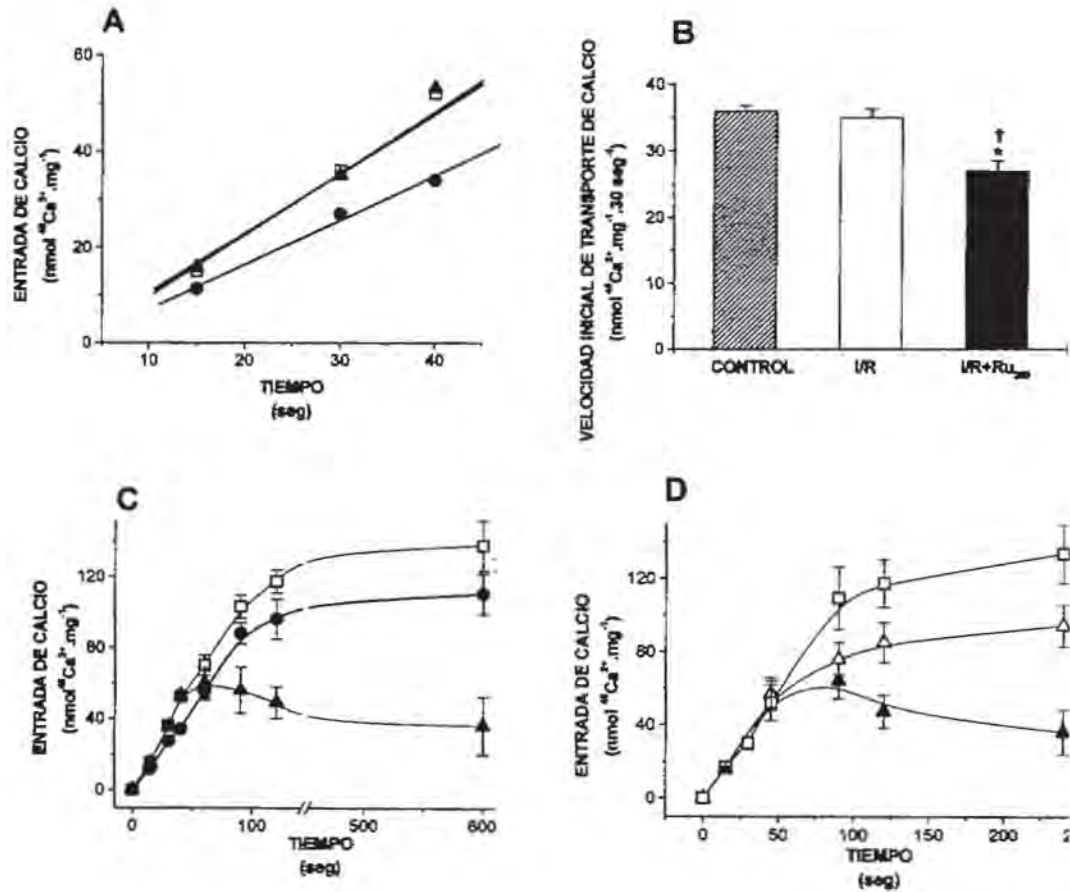 A
ENTRADA DE CALCIO
(nmol ⁴⁵Ca²⁺.mg⁻¹)
60
40
20
0
10
20
30
40
TIEMPO
(seg)
B
VELOCIDAD INICIAL DE TRANSPORTE DE CALCIO
(nmol ⁴⁵Ca²⁺.mg⁻¹.30 seg⁻¹)
40
30
20
10
0
†
*
CONTROL
I/R
I/R+Ru₃₆₀
C
ENTRADA DE CALCIO
(nmol⁴⁵Ca²⁺.mg⁻¹)
120
80
40
0
0
100
500
600
TIEMPO
(seg)
D
ENTRADA DE CALCIO
(nmol ⁴⁵Ca²⁺.mg⁻¹)
120
80
40
0
0
50
100
150
200
2
TIEMPO
(seg)